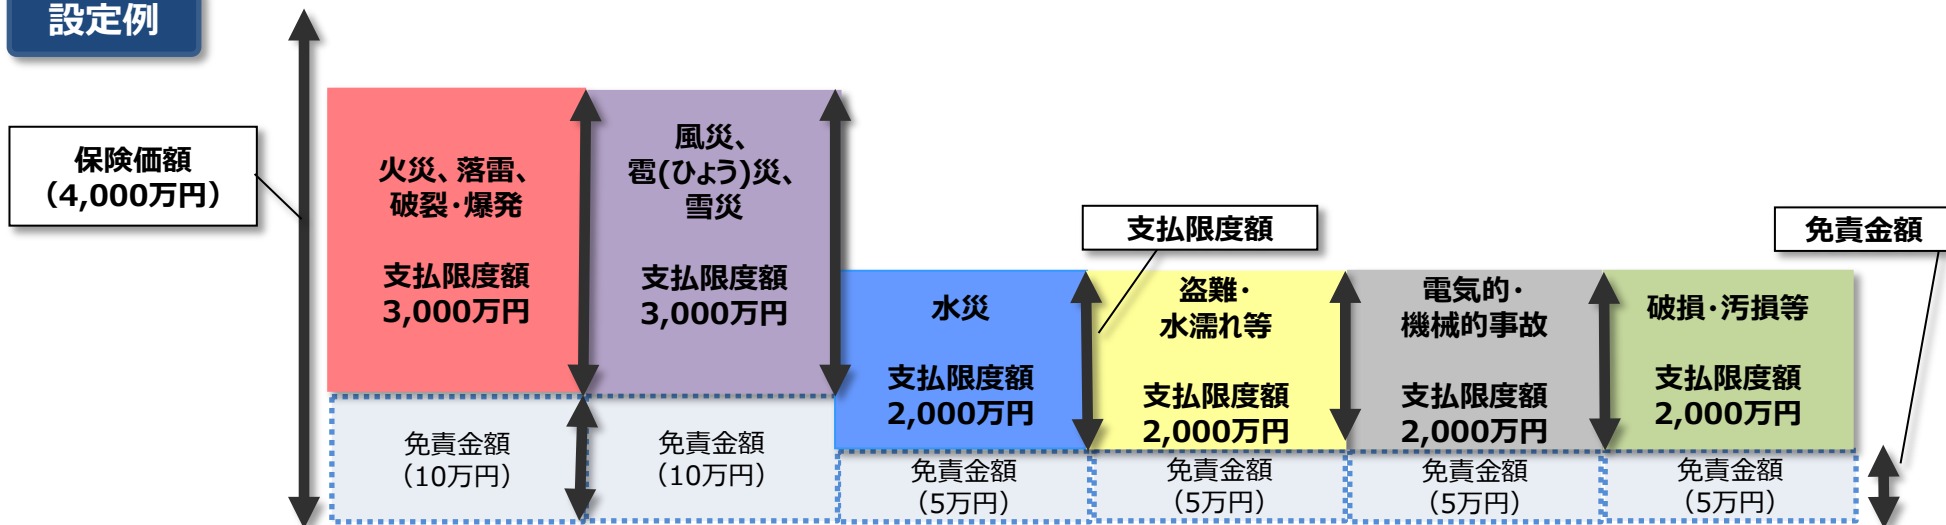 設定例
保険価額
（4,000万円）
火災、落雷、
破裂・爆発
支払限度額
3,000万円
風災、
雹(ひょう)災、
雪災
支払限度額
3,000万円
水災
支払限度額
2,000万円
支払限度額
盗難・
水濡れ等
支払限度額
2,000万円
電気的・
機械的事故
支払限度額
2,000万円
破損・汚損等
支払限度額
2,000万円
免責金額
免責金額
（10万円）
免責金額
（10万円）
免責金額
（5万円）
免責金額
（5万円）
免責金額
（5万円）
免責金額
（5万円）